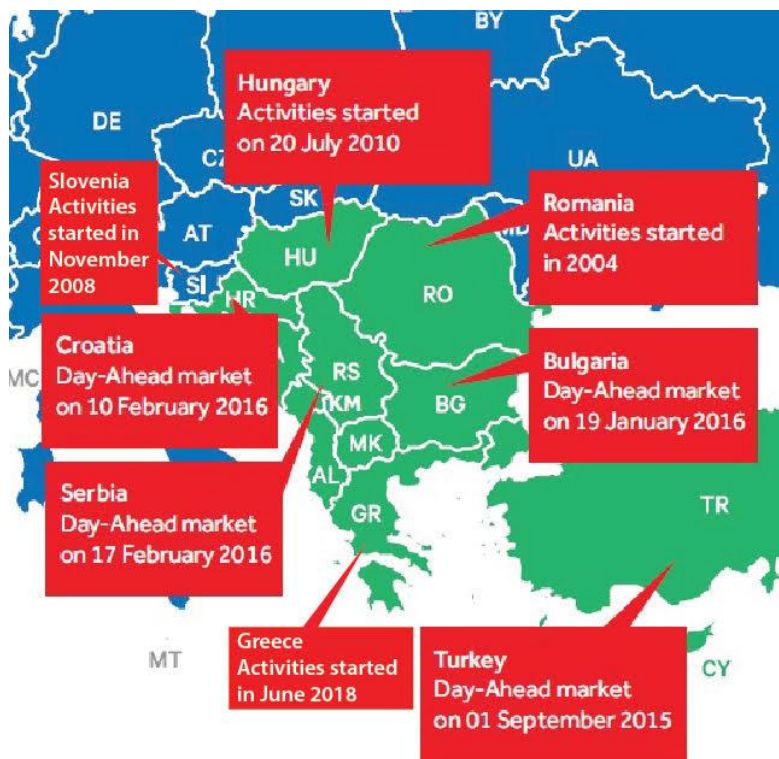 BY
Hungary
Activities started
on 20 July 2010
DE
UA
Slovenia
Activities
started in
November
2008
SK
AT
Romania
Activities started
in 2004
HU
SI
HR
RO
Croatia
Day-Ahead market
on 10 February 2016
MC
RS
KM
BG
Bulgaria
Day-Ahead market
on 19 January 2016
MK
AL
Serbia
Day-Ahead market
on 17 February 2016
GR
TR
MT
Greece
Activities started
in June 2018
Turkey
Day-Ahead market
on 01 September 2015
CY